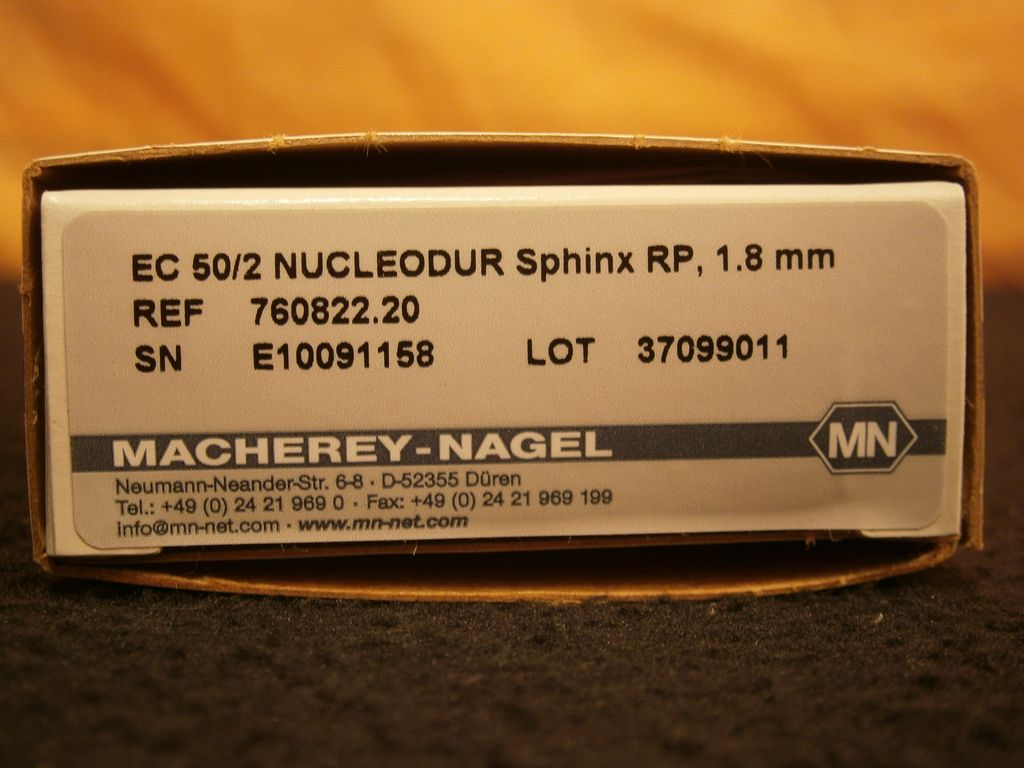 EC 50/2 NUCLEODUR Sphinx RP, 1.8 mm
REF 760822.20
SN E10091158 LOT 37099011
MACHEREY-NAGEL MN
Neumann-Neander-Str. 6-8 · D-52355 Düren
Tel.: +49 (0) 24 21 969 0 · Fax: +49 (0) 24 21 969 199
info@mn-net.com · www.mn-net.com